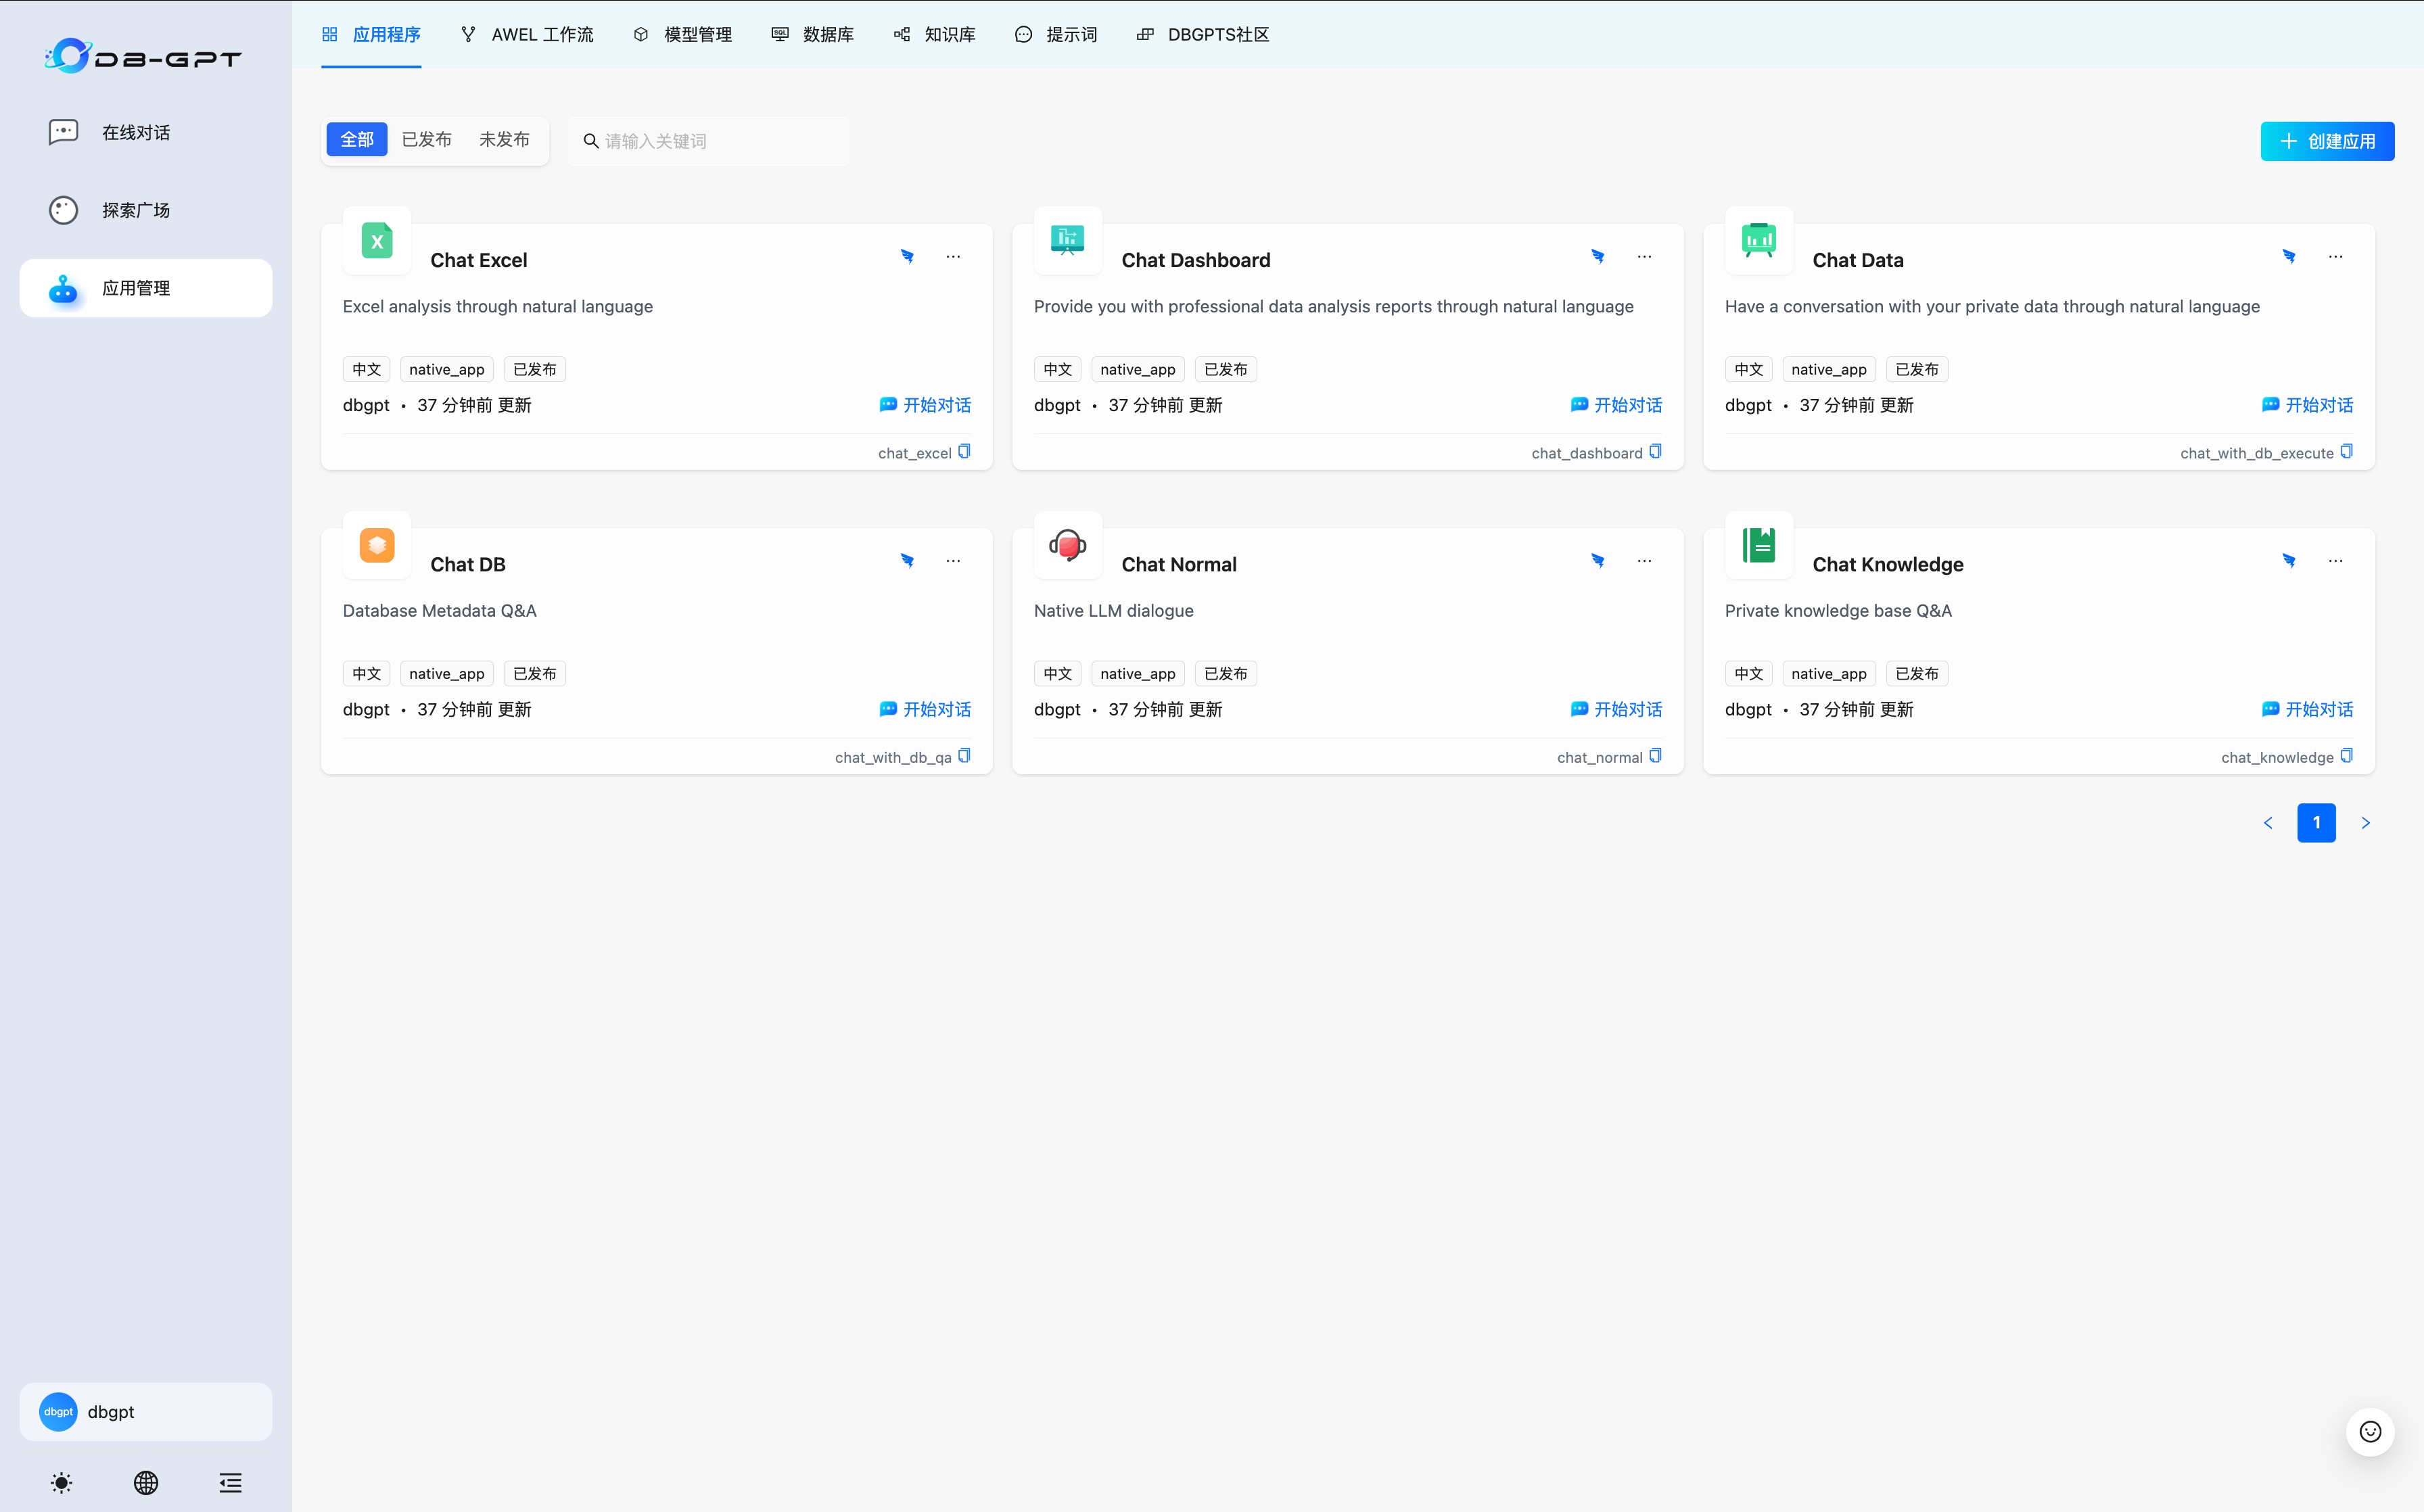 DB-GPT
在线对话
探索广场
应用管理
应用程序 AWEL 工作流 模型管理 数据库 知识库 提示词 DBGPTS社区
全部 已发布 未发布 请输入关键词 创建应用
Chat Excel
Excel analysis through natural language
中文 native_app 已发布
dbgpt • 37 分钟前 更新 开始对话
chat_excel
Chat Dashboard
Provide you with professional data analysis reports through natural language
中文 native_app 已发布
dbgpt • 37 分钟前 更新 开始对话
chat_dashboard
Chat Data
Have a conversation with your private data through natural language
中文 native_app 已发布
dbgpt • 37 分钟前 更新 开始对话
chat_with_db_execute
Chat DB
Database Metadata Q&A
中文 native_app 已发布
dbgpt • 37 分钟前 更新 开始对话
chat_with_db_qa
Chat Normal
Native LLM dialogue
中文 native_app 已发布
dbgpt • 37 分钟前 更新 开始对话
chat_normal
Chat Knowledge
Private knowledge base Q&A
中文 native_app 已发布
dbgpt • 37 分钟前 更新 开始对话
chat_knowledge
1
dbgpt dbgpt